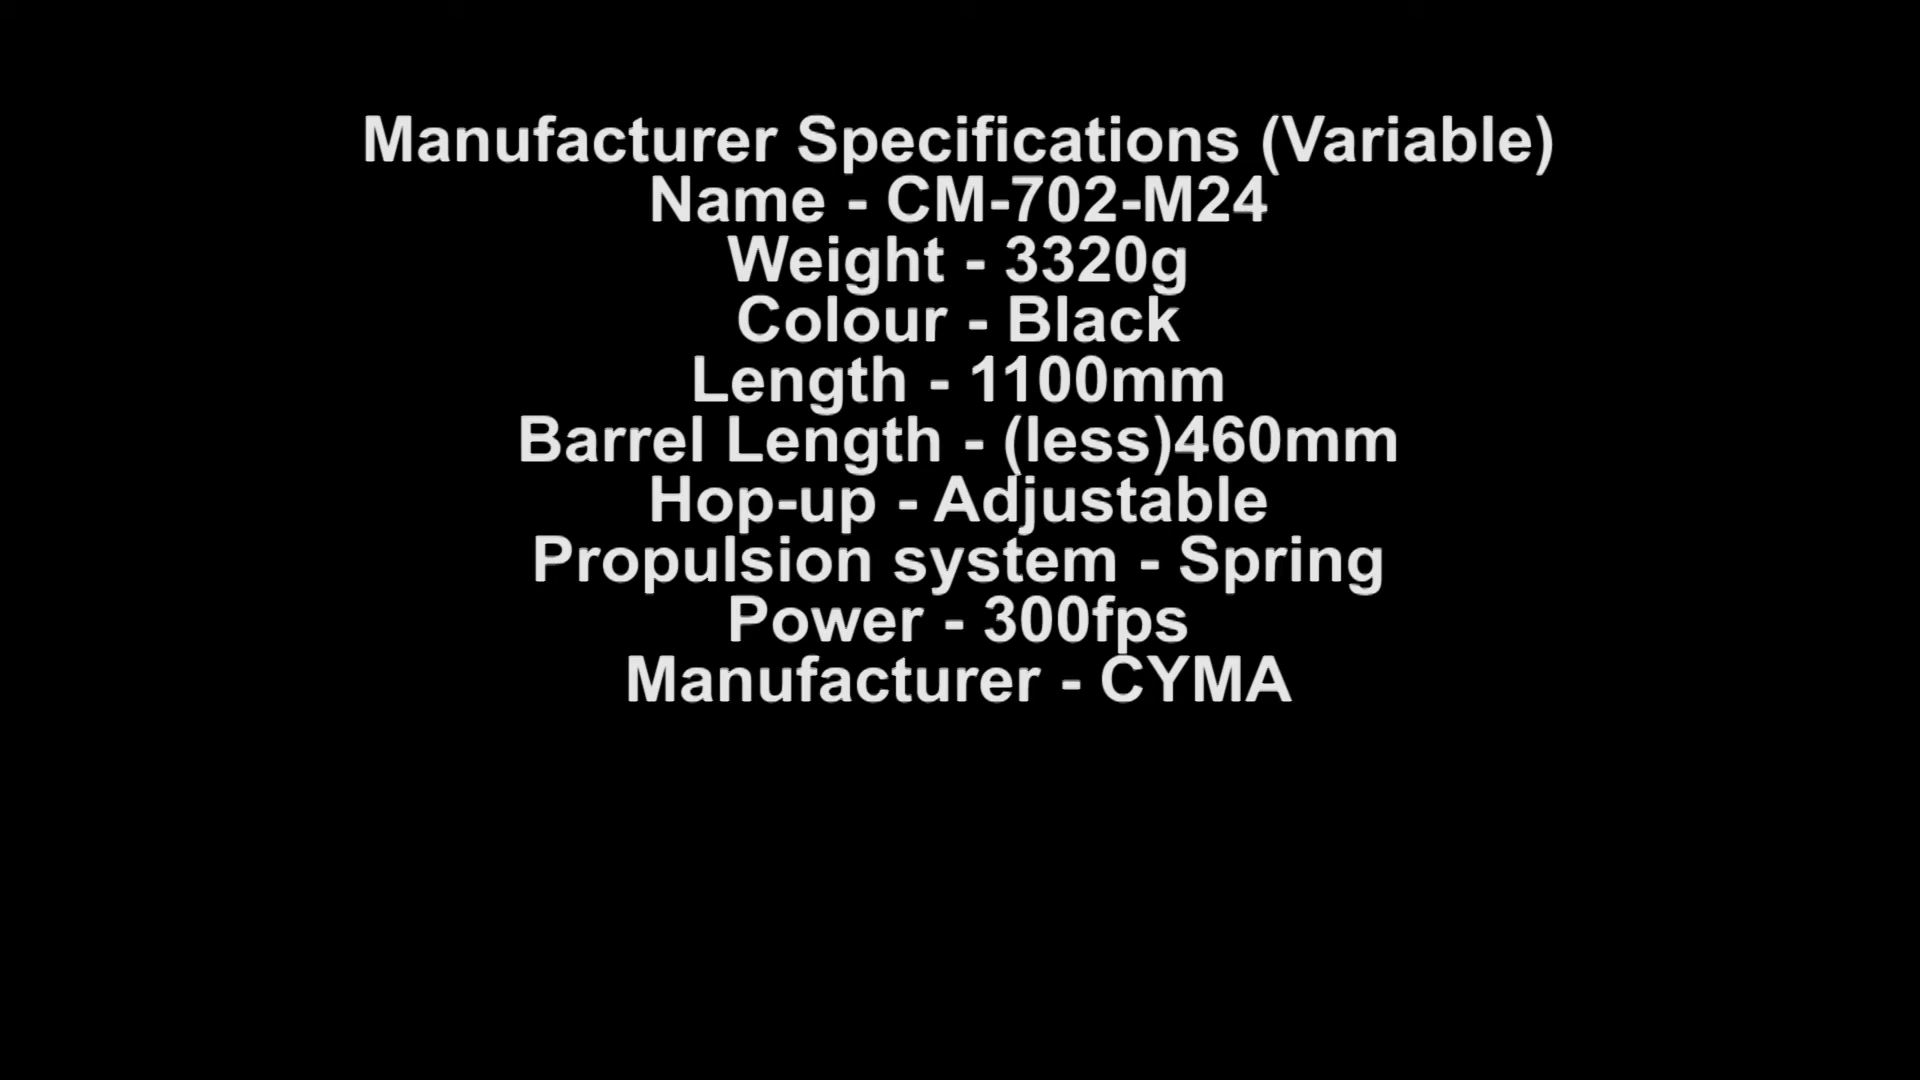 Manufacturer Specifications (Variable)
Name - CM-702-M24
Weight - 3320g
Colour - Black
Length - 1100mm
Barrel Length - (less)460mm
Hop-up - Adjustable
Propulsion system - Spring
Power - 300fps
Manufacturer - CYMA